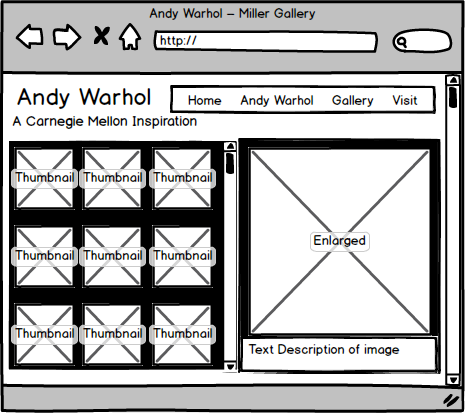 Andy Warhol – Miller Gallery
http://
Andy Warhol
Home Andy Warhol Gallery Visit
A Carnegie Mellon Inspiration
Thumbnail Thumbnail Thumbnail
Enlarged
Thumbnail Thumbnail Thumbnail
Thumbnail Thumbnail Thumbnail
Text Description of image